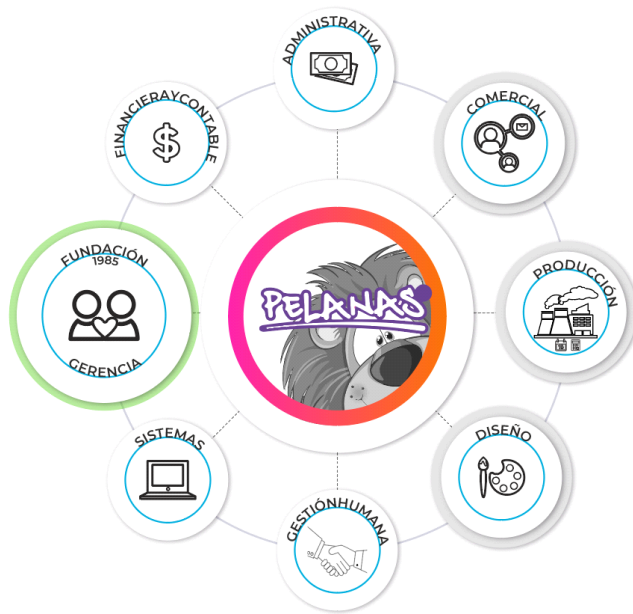 ADMINISTRATIVA
COMERCIAL
PRODUCCIÓN
DISEÑO
GESTIÓNHUMANA
SISTEMAS
FUNDACIÓN
1985
GERENCIA
FINANCIERAYCONTABLE
PELANAS